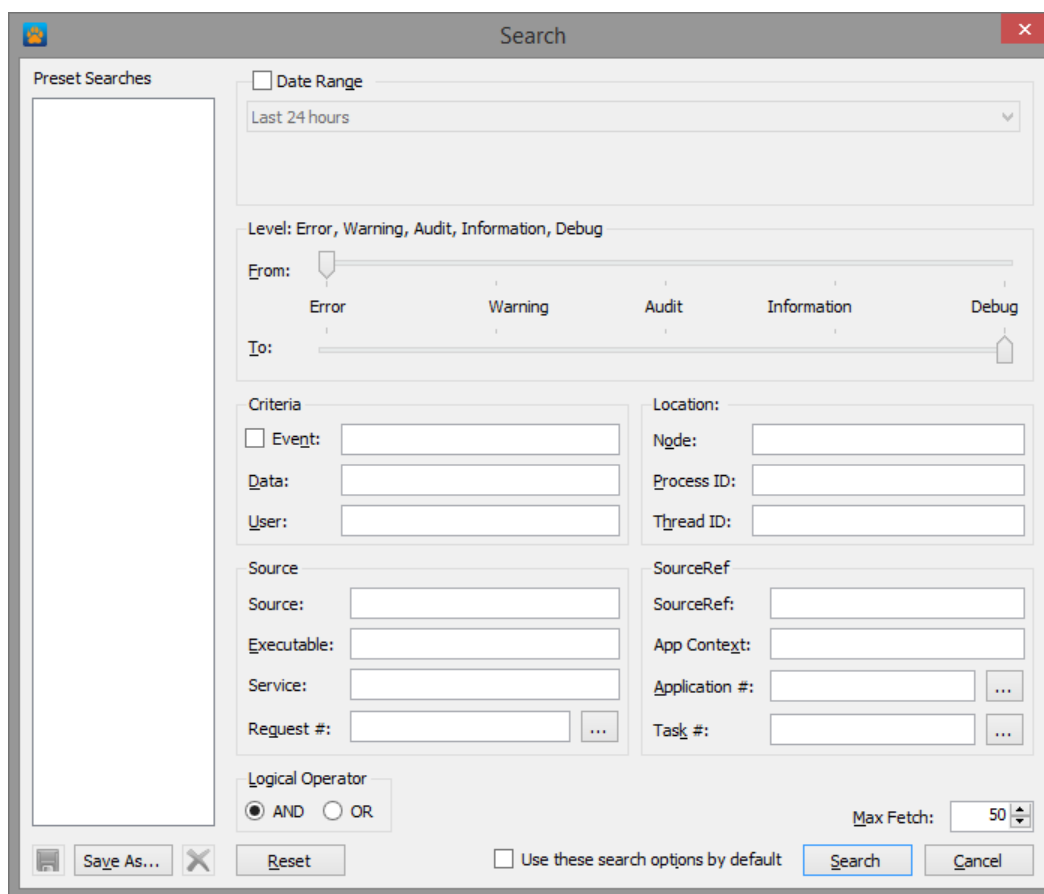 Search
Preset Searches
Date Range
Last 24 hours
Level: Error, Warning, Audit, Information, Debug
From:
Error Warning Audit Information Debug
To:
Criteria
Event:
Data:
User:
Location:
Node:
Process ID:
Thread ID:
Source
Source:
Executable:
Service:
Request #:
...
SourceRef
SourceRef:
App Context:
Application #:
...
Task #:
...
Logical Operator
AND OR
Max Fetch: 50
Save As...
Reset
Use these search options by default
Search
Cancel